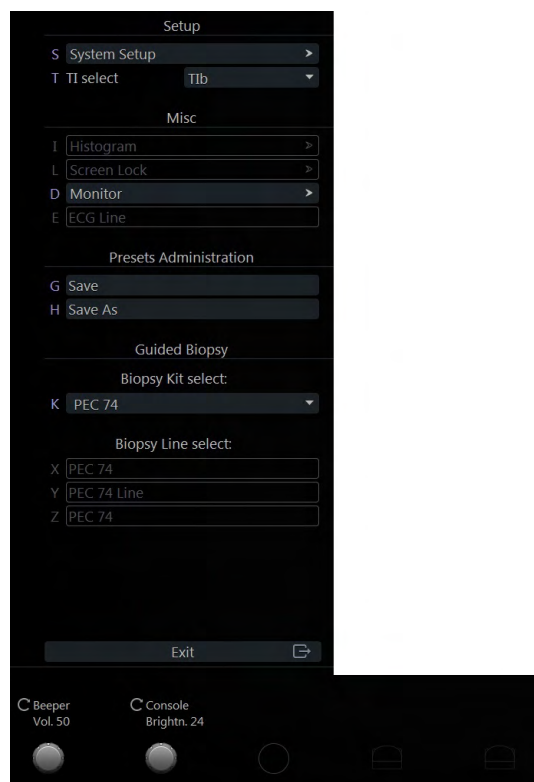 Setup
S System Setup
T TI select TIb
Misc
I Histogram
L Screen Lock
D Monitor
E ECG Line
Presets Administration
G Save
H Save As
Guided Biopsy
Biopsy Kit select:
K PEC 74
Biopsy Line select:
X PEC 74
Y PEC 74 Line
Z PEC 74
Exit
Beeper Console
Vol. 50 Brightn. 24